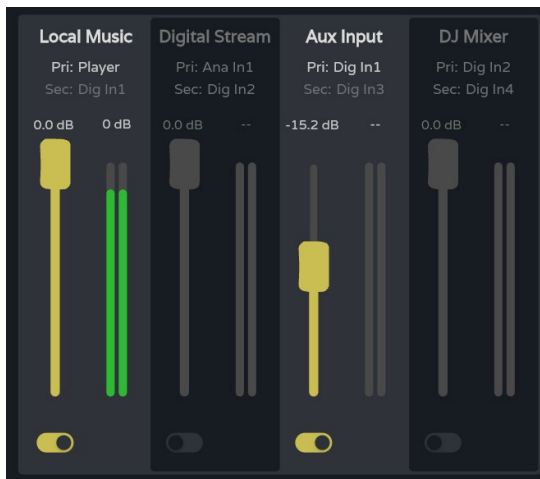 Local Music
Pri: Player
Sec: Dig In1
0.0 dB 0 dB
Digital Stream
Pri: Ana In1
Sec: Dig In2
0.0 dB --
Aux Input
Pri: Dig In1
Sec: Dig In3
-15.2 dB --
DJ Mixer
Pri: Dig In2
Sec: Dig In4
0.0 dB --